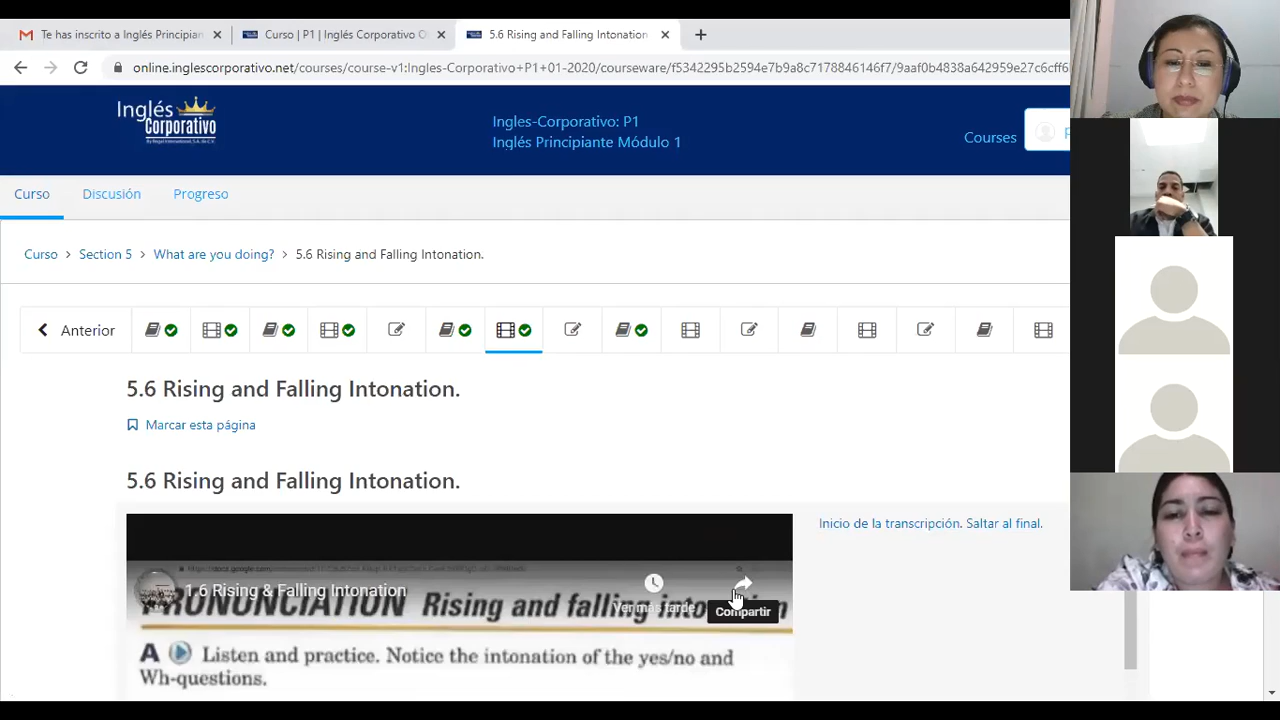 Te has inscrito a Inglés Principian
Curso | P1 | Inglés Corporativo O
5.6 Rising and Falling Intonation
online.inglescorporativo.net/courses/course-v1:Ingles-Corporativo+P1+01-2020/courseware/f5342295b2594e7b9a8c7178846146f7/9aaf0b4838a642959e27c6cff6
Inglés
Corporativo
Ingles-Corporativo: P1
Inglés Principiante Módulo 1
Courses
Curso
Discusión
Progreso
Curso > Section 5 > What are you doing? > 5.6 Rising and Falling Intonation.
Anterior
5.6 Rising and Falling Intonation.
Marcar esta página
5.6 Rising and Falling Intonation.
Inicio de la transcripción. Saltar al final.
1.6 Rising & Falling Intonation
Ver más tarde
Compartir
PRONUNCIATION Rising and falling intonation
A Listen and practice. Notice the intonation of the yes/no and
Wh-questions.